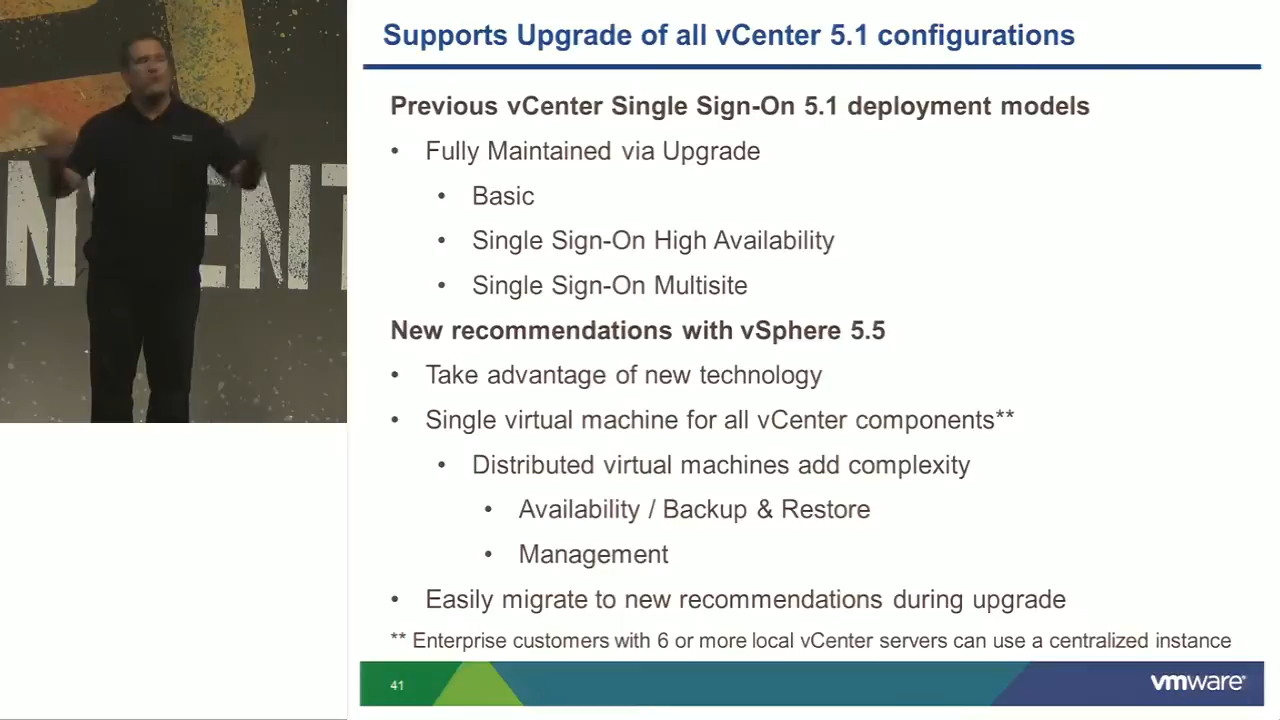 Supports Upgrade of all vCenter 5.1 configurations
Previous vCenter Single Sign-On 5.1 deployment models
• Fully Maintained via Upgrade
• Basic
• Single Sign-On High Availability
• Single Sign-On Multisite
New recommendations with vSphere 5.5
• Take advantage of new technology
• Single virtual machine for all vCenter components**
• Distributed virtual machines add complexity
• Availability / Backup & Restore
• Management
• Easily migrate to new recommendations during upgrade
** Enterprise customers with 6 or more local vCenter servers can use a centralized instance
41
vmware